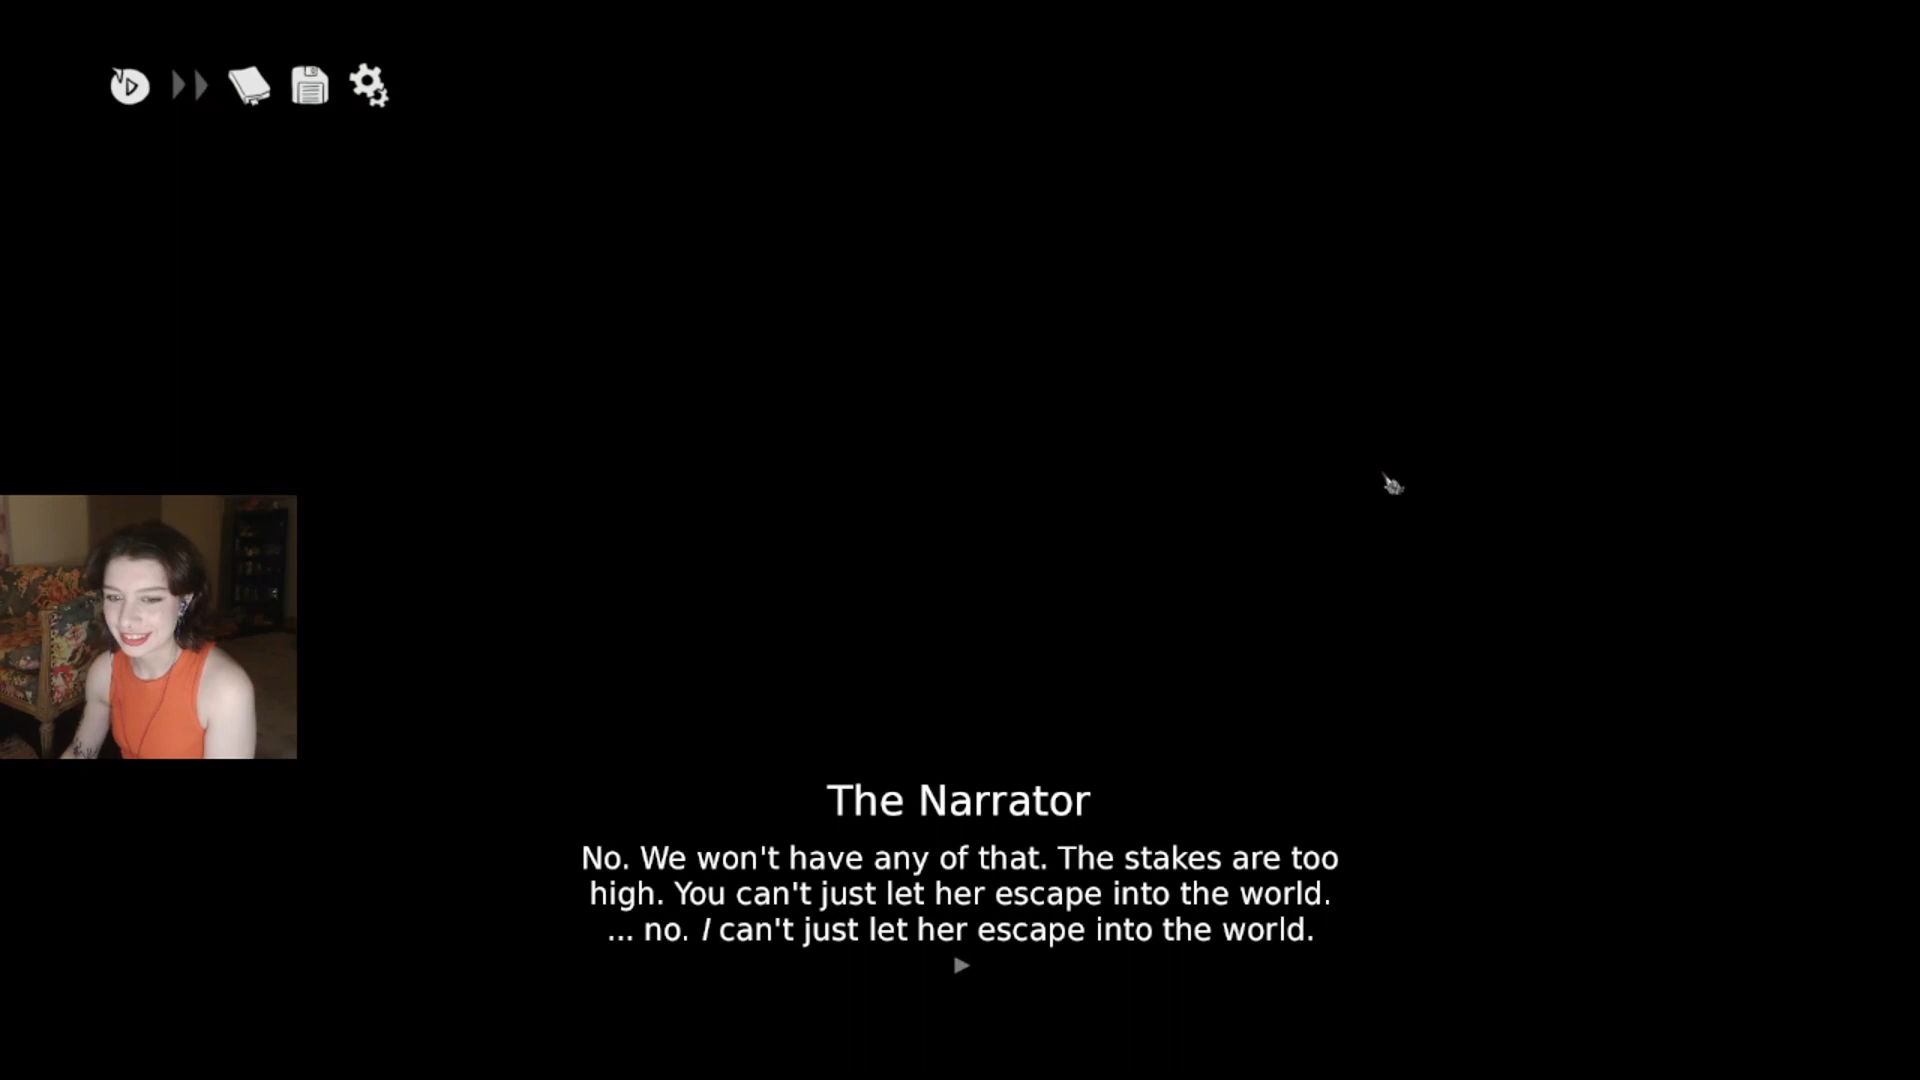 The Narrator
No. We won't have any of that. The stakes are too
high. You can't just let her escape into the world.
... no. I can't just let her escape into the world.